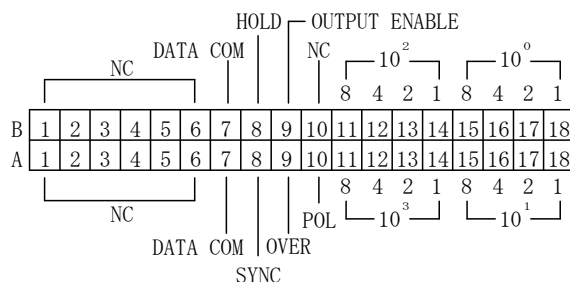 HOLD OUTPUT ENABLE
DATA COM NC
NC 10² 10⁰
8 4 2 1 8 4 2 1
B 1 2 3 4 5 6 7 8 9 10 11 12 13 14 15 16 17 18
A 1 2 3 4 5 6 7 8 9 10 11 12 13 14 15 16 17 18
8 4 2 1 8 4 2 1
NC POL 10³ 10¹
DATA COM OVER
SYNC